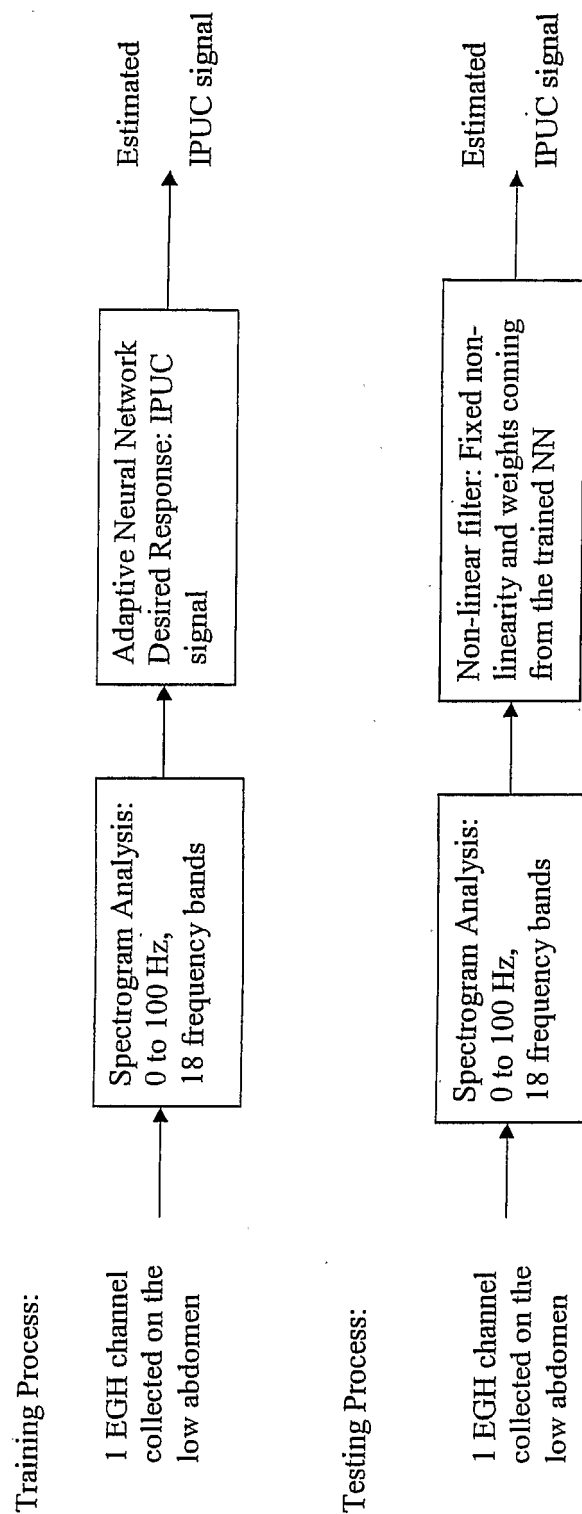 Training Process:
1 EGH channel
collected on the
low abdomen
Spectrogram Analysis:
0 to 100 Hz,
18 frequency bands
Adaptive Neural Network
Desired Response: IPUC
signal
Estimated
IPUC signal
Testing Process:
1 EGH channel
collected on the
low abdomen
Spectrogram Analysis:
0 to 100 Hz,
18 frequency bands
Non-linear filter: Fixed non-
linearity and weights coming
from the trained NN
Estimated
IPUC signal